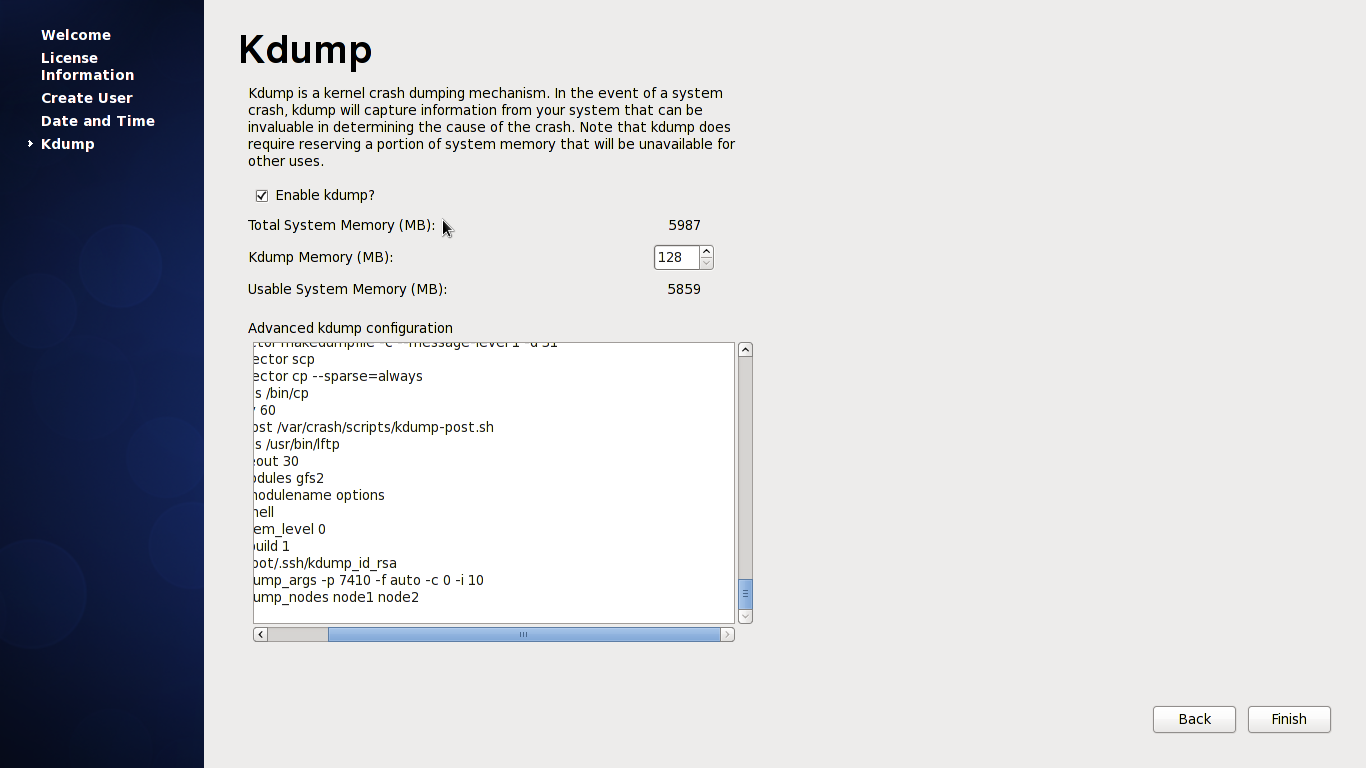 Welcome
License
Information
Create User
Date and Time
Kdump
Kdump
Kdump is a kernel crash dumping mechanism. In the event of a system
crash, kdump will capture information from your system that can be
invaluable in determining the cause of the crash. Note that kdump does
require reserving a portion of system memory that will be unavailable for
other uses.
Enable kdump?
Total System Memory (MB): 5987
Kdump Memory (MB): 128
Usable System Memory (MB): 5859
Advanced kdump configuration
makedumpfile -c --message-level 1 -d 31
ector scp
ector cp --sparse=always
s /bin/cp
60
ost /var/crash/scripts/kdump-post.sh
s /usr/bin/lftp
eout 30
odules gfs2
modulename options
hell
em_level 0
build 1
oot/.ssh/kdump_id_rsa
ump_args -p 7410 -f auto -c 0 -i 10
ump_nodes node1 node2
Back
Finish